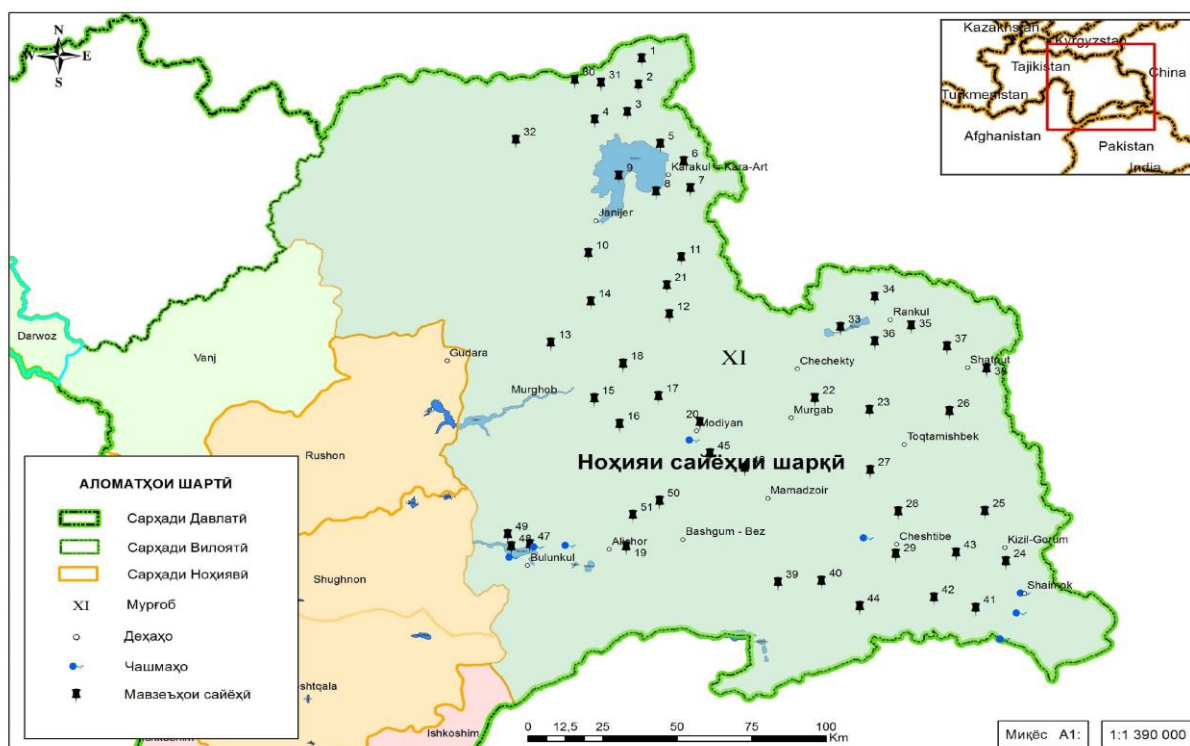 N
W E
S
Kazakhstan
Kyrgyzstan
Tajikistan
China
Turkmenistan
Afghanistan
Pakistan
India
1
30
31
2
3
4
32
5
6
9
Karakul - Kara-Art
8
7
Janijer
10
11
21
14
12
34
Rankul
33
35
36
37
13
Darwoz
Vanj
Gudara
18
XI
Chechekty
Shatput
38
Murghob
15
17
22
23
26
16
20
Modiyan
Murgab
Toqtamishbek
45
Ноҳияи сайёҳии шарқӣ
27
Rushon
Mamadzoir
50
51
28
25
49
48
47
Alichor
19
Bashgum - Bez
Cheshtibe
29
43
Kizil-Gorum
24
Bulunkul
Shughnon
39
40
Shaimok
44
42
41
Ishkoshim
АЛОМАТҲОИ ШАРТӢ
Сарҳади Давлатӣ
Сарҳади Вилоятӣ
Сарҳади Ноҳиявӣ
XI Мурғоб
Деҳаҳо
Чашмаҳо
Мавзеъҳои сайёҳӣ
0 12,5 25 50 75 100
Km
Миқёс А1: 1:1 390 000